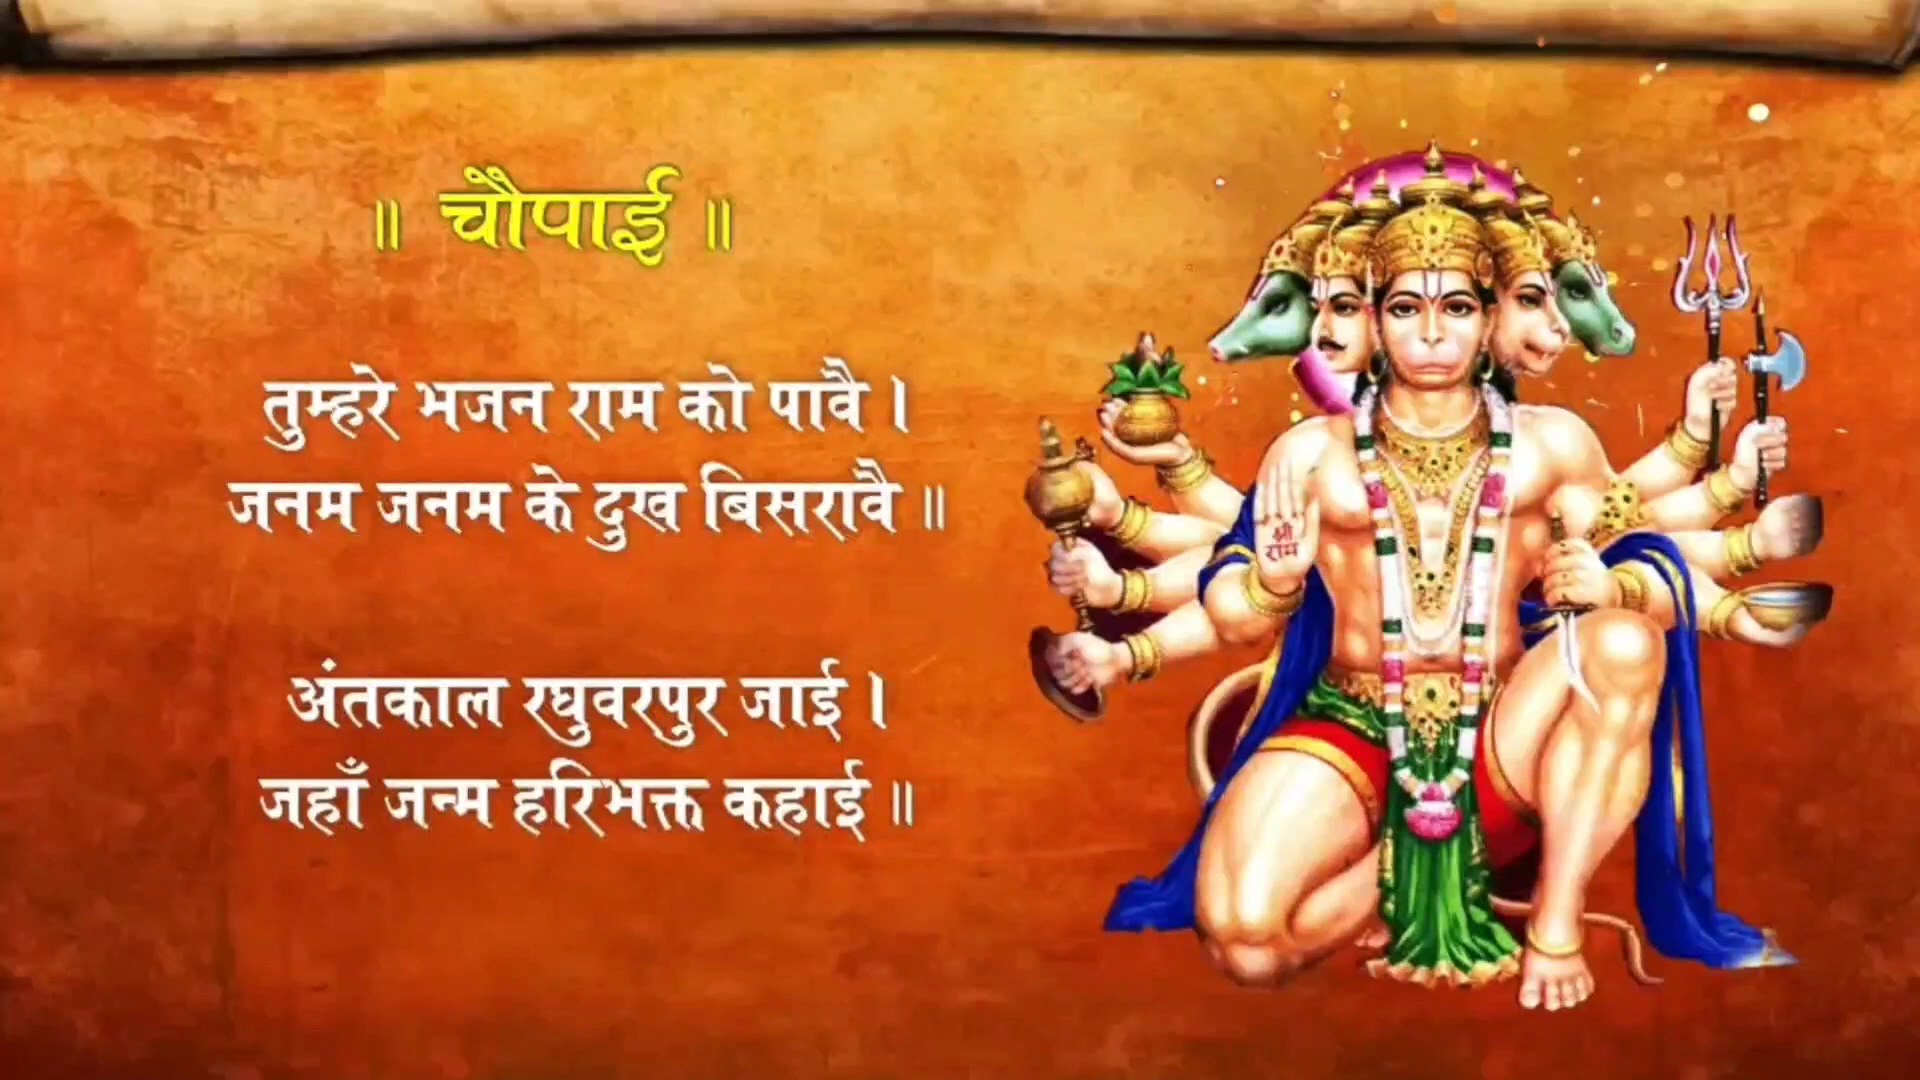 ॥ चौपाई ॥
तुम्हरे भजन राम को पावै ।
जनम जनम के दुख बिसरावै ॥
अंतकाल रघुवरपुर जाई ।
जहाँ जन्म हरिभक्त कहाई ॥
श्री
राम